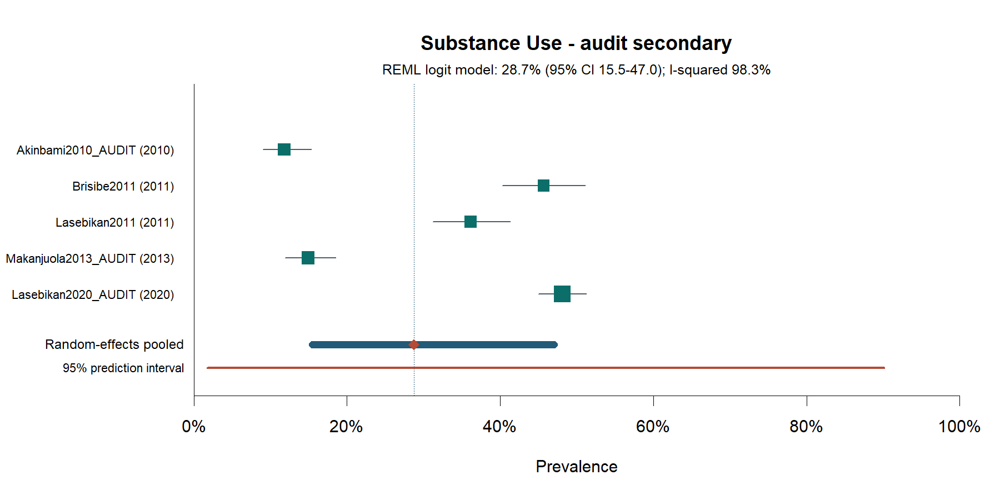 Substance Use - audit secondary
REML logit model: 28.7% (95% CI 15.5-47.0); I-squared 98.3%
Akinbami2010_AUDIT (2010)
Brisibe2011 (2011)
Lasebikan2011 (2011)
Makanjuola2013_AUDIT (2013)
Lasebikan2020_AUDIT (2020)
Random-effects pooled
95% prediction interval
0% 20% 40% 60% 80% 100%
Prevalence